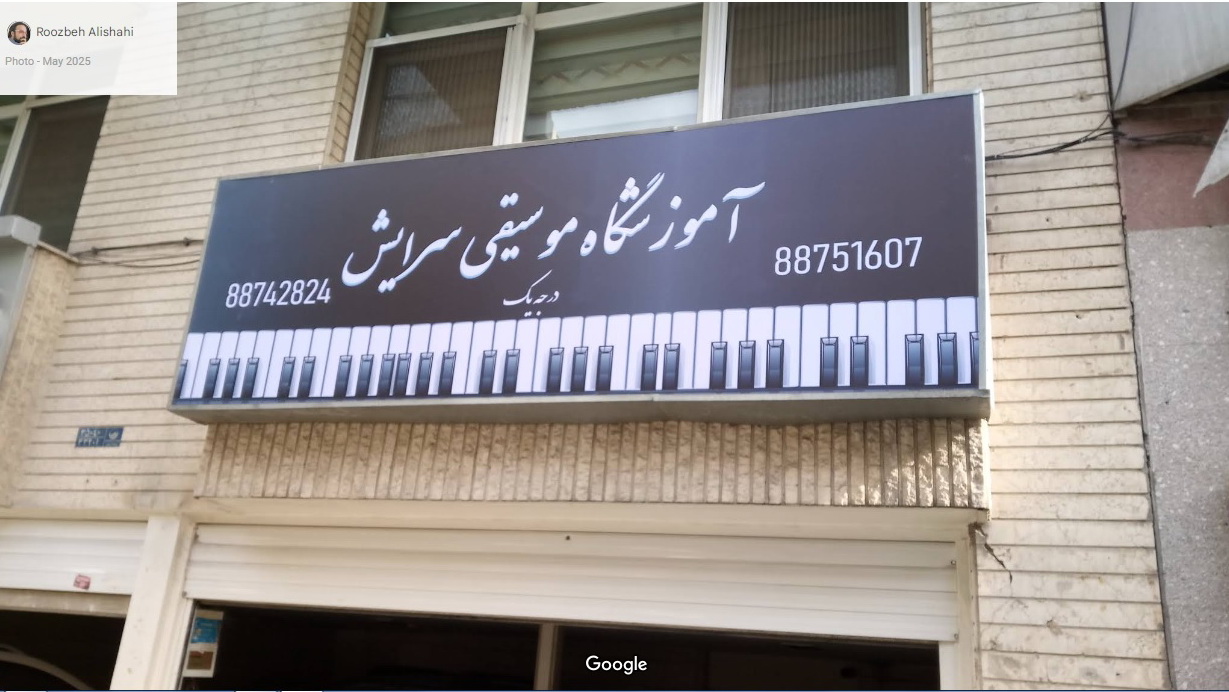 Roozbeh Alishahi
Photo - May 2025
آموزشگاه موسیقی سرایش
88751607
88742824
درجه یک
Google